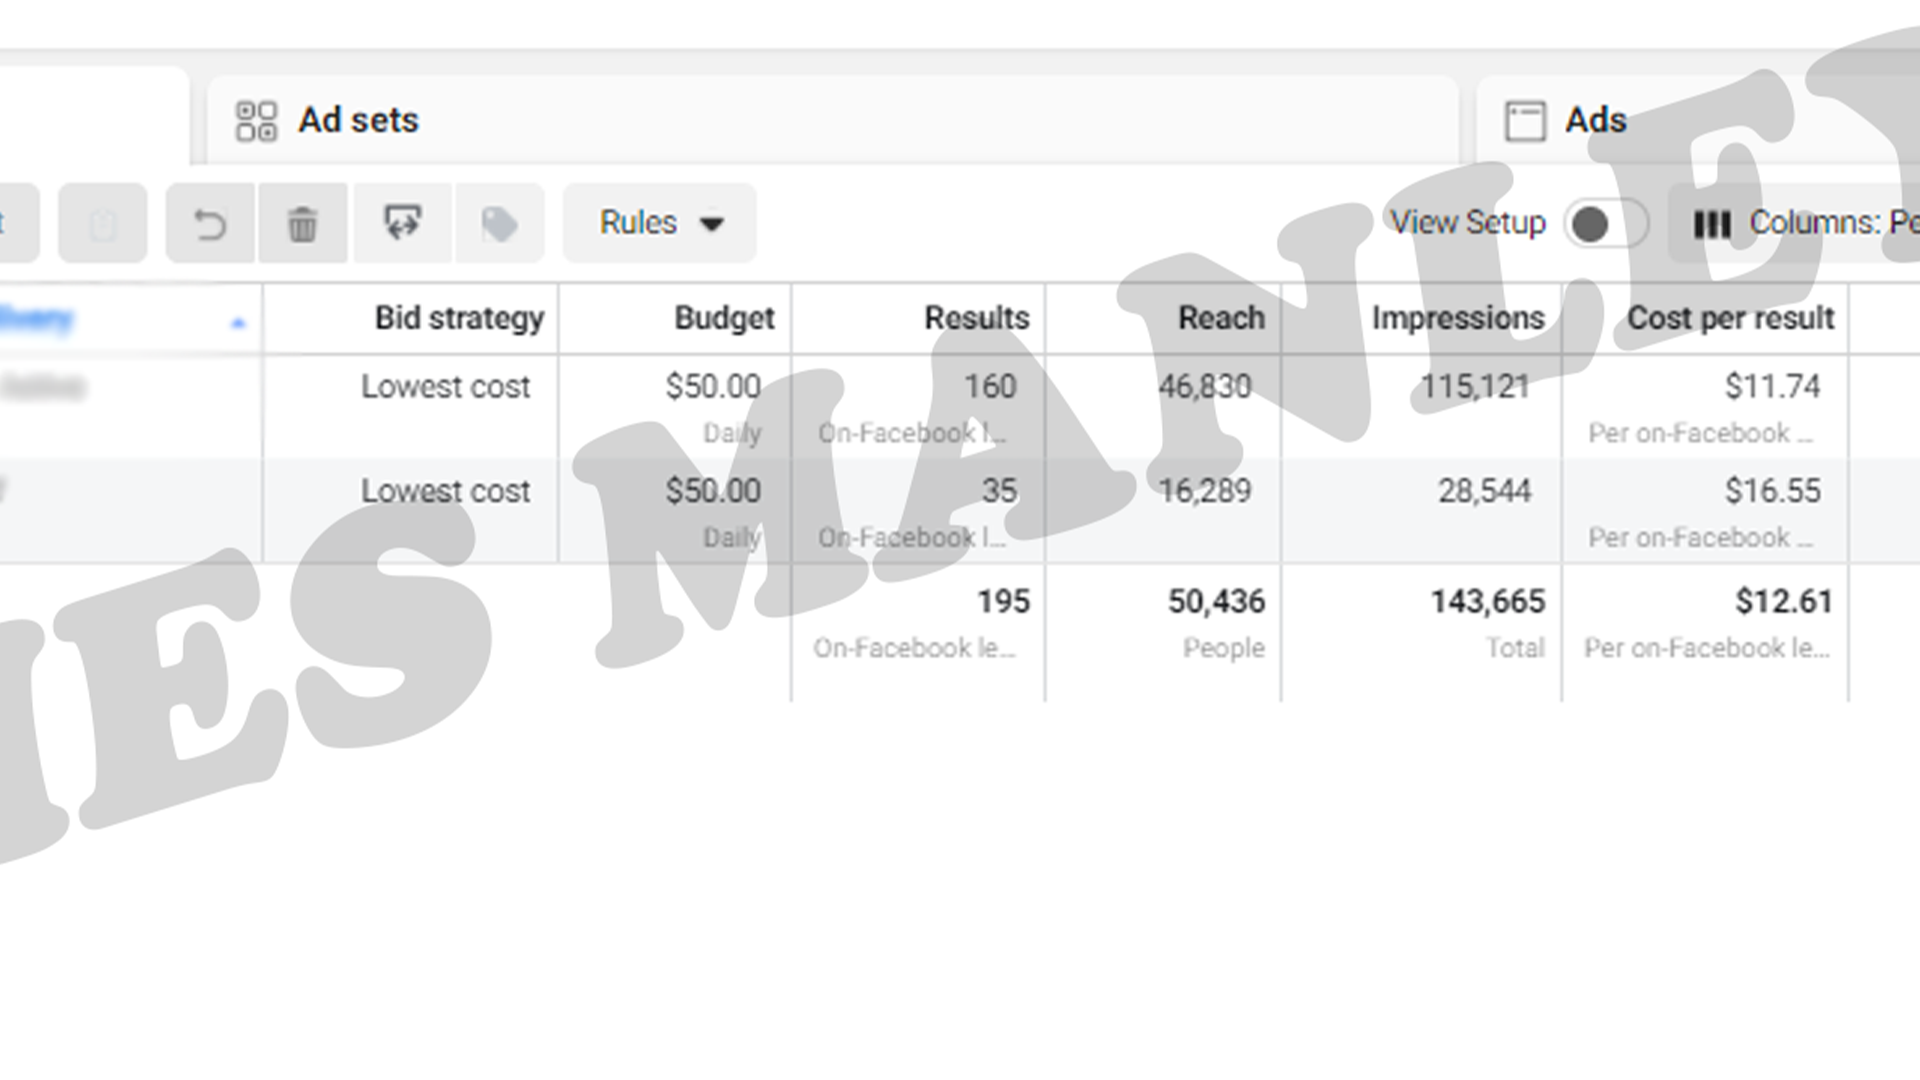 Ad sets Ads
Rules View Setup Columns: Pe
Bid strategy Budget Results Reach Impressions Cost per result
Lowest cost $50.00 160 46,830 115,121 $11.74
Daily On-Facebook l... Per on-Facebook ...
Lowest cost $50.00 35 16,289 28,544 $16.55
Daily On-Facebook l... Per on-Facebook ...
195 50,436 143,665 $12.61
On-Facebook le... People Total Per on-Facebook le...
IES MANLEY